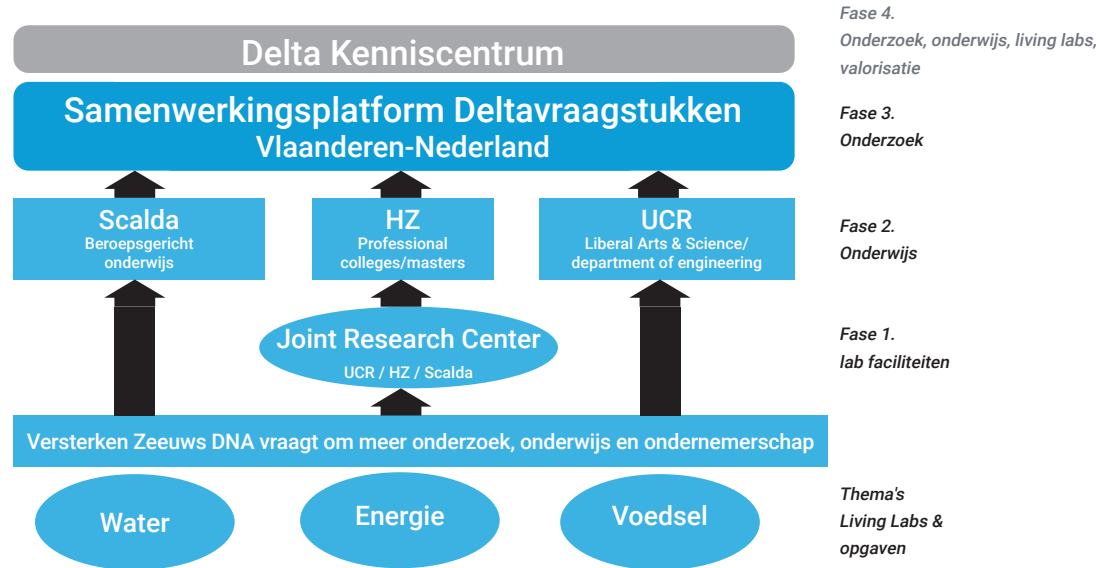 Fase 4.
Onderzoek, onderwijs, living labs,
valorisatie
Delta Kenniscentrum
Samenwerkingsplatform Deltavraagstukken
Vlaanderen-Nederland
Fase 3.
Onderzoek
Scalda
Beroepsgericht
onderwijs
HZ
Professional
colleges/masters
UCR
Liberal Arts & Science/
department of engineering
Fase 2.
Onderwijs
Joint Research Center
UCR / HZ / Scalda
Fase 1.
lab faciliteiten
Versterken Zeeuws DNA vraagt om meer onderzoek, onderwijs en ondernemerschap
Water
Energie
Voedsel
Thema's
Living Labs &
opgaven